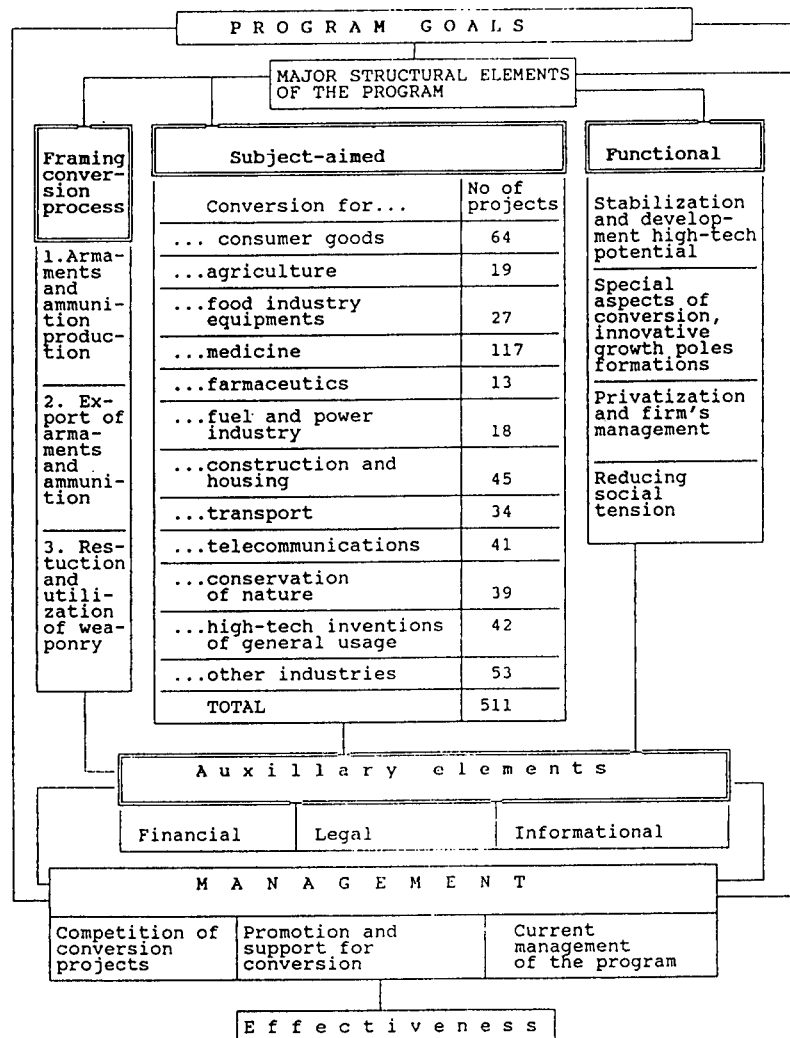 PROGRAM GOALS
MAJOR STRUCTURAL ELEMENTS
OF THE PROGRAM
Framing
conver-
sion
process
1.Arma-
ments
and
ammuni-
tion
produc-
tion
2. Ex-
port of
arma-
ments
and
ammuni-
tion
3. Res-
tuction
and
utili-
zation
of wea-
ponry
Subject-aimed
Conversion for... No of
projects
... consumer goods 64
...agriculture 19
...food industry
equipments 27
...medicine 117
...farmaceutics 13
...fuel and power
industry 18
...construction and
housing 45
...transport 34
...telecommunications 41
...conservation
of nature 39
...high-tech inventions 42
of general usage
...other industries 53
TOTAL 511
Functional
Stabilization
and develop-
ment high-tech
potential
Special
aspects of
conversion,
innovative
growth poles
formations
Privatization
and firm's
management
Reducing
social
tension
Auxillary elements
Financial Legal Informational
MANAGEMENT
Competition of
conversion
projects
Promotion and
support for
conversion
Current
management
of the program
Effectiveness